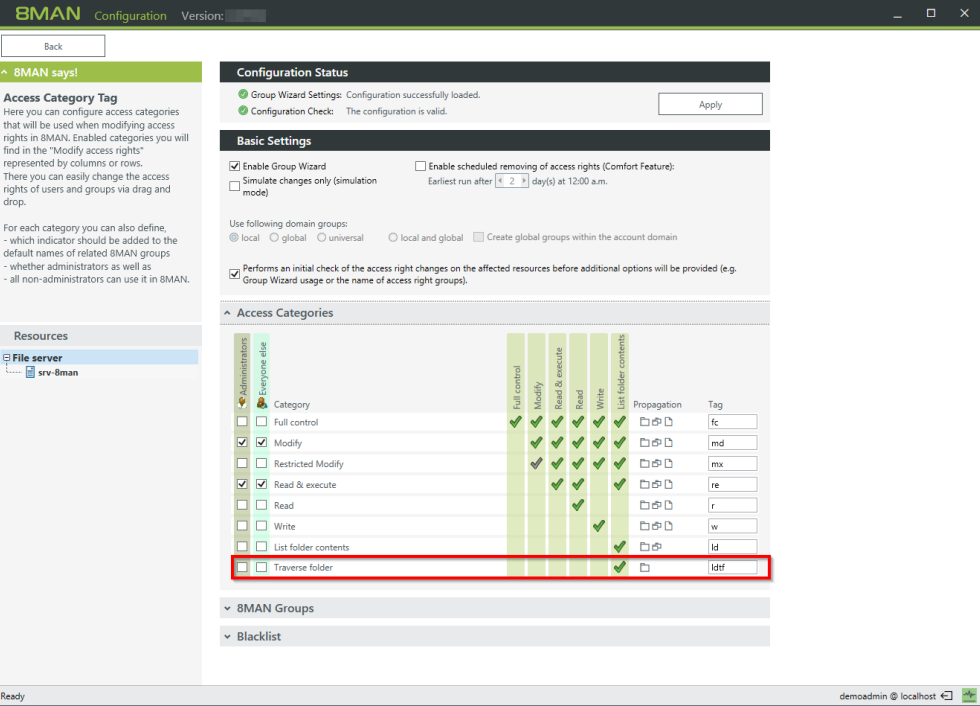 8MAN Configuration Version:
Back
8MAN says!
Access Category Tag
Here you can configure access categories
that will be used when modifying access
rights in 8MAN. Enabled categories you will
find in the "Modify access rights"
represented by columns or rows.
There you can easily change the access
rights of users and groups via drag and
drop.
For each category you can also define,
- which indicator should be added to the
default names of related 8MAN groups
- whether administrators as well as
- all non-administrators can use it in 8MAN.
Resources
File server
srv-8man
Configuration Status
Group Wizard Settings: Configuration successfully loaded.
Configuration Check: The configuration is valid.
Apply
Basic Settings
Enable Group Wizard
Simulate changes only (simulation
mode)
Enable scheduled removing of access rights (Comfort Feature):
Earliest run after 2 day(s) at 12:00 a.m.
Use following domain groups:
local global universal local and global Create global groups within the account domain
Performs an initial check of the access right changes on the affected resources before additional options will be provided (e.g.
Group Wizard usage or the name of access right groups).
Access Categories
Administrators Everyone else Category Full control Modify Read & execute Read Write List folder contents Propagation Tag
Full control fc
Modify md
Restricted Modify mx
Read & execute re
Read r
Write w
List folder contents ld
Traverse folder ldtf
8MAN Groups
Blacklist
Ready demoadmin @ localhost